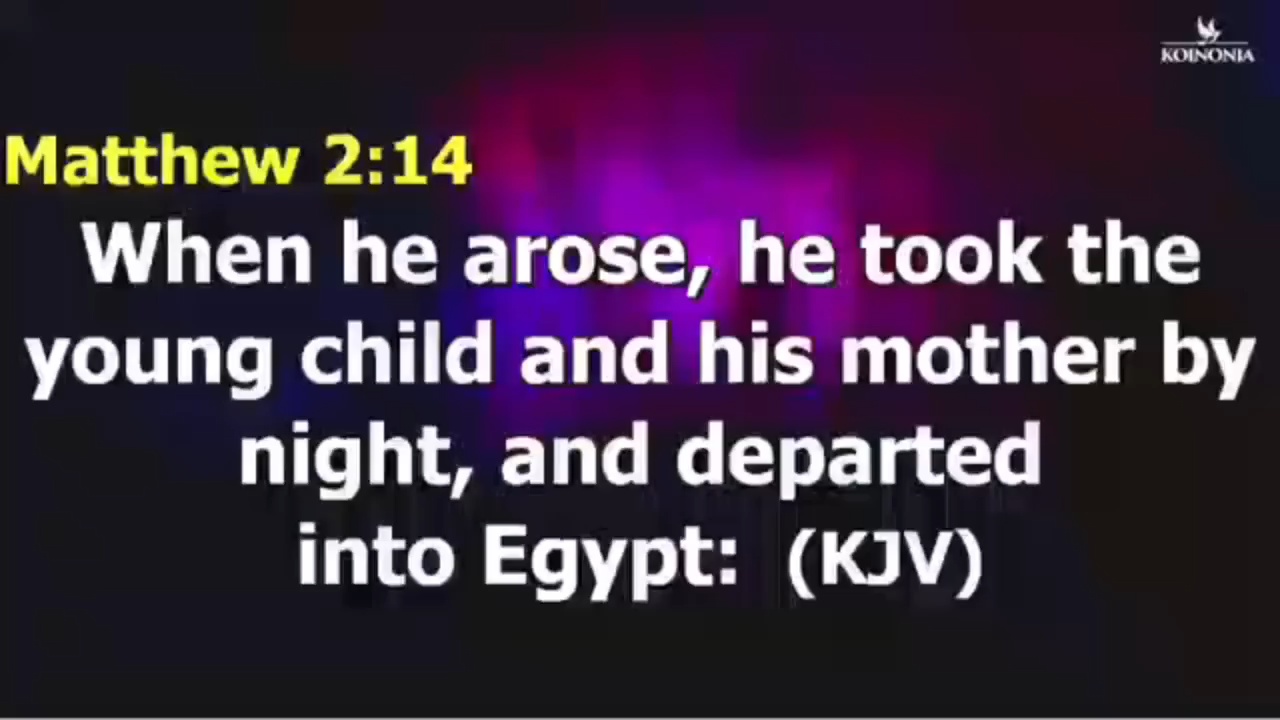 KOINONIA
Matthew 2:14
When he arose, he took the
young child and his mother by
night, and departed
into Egypt: (KJV)